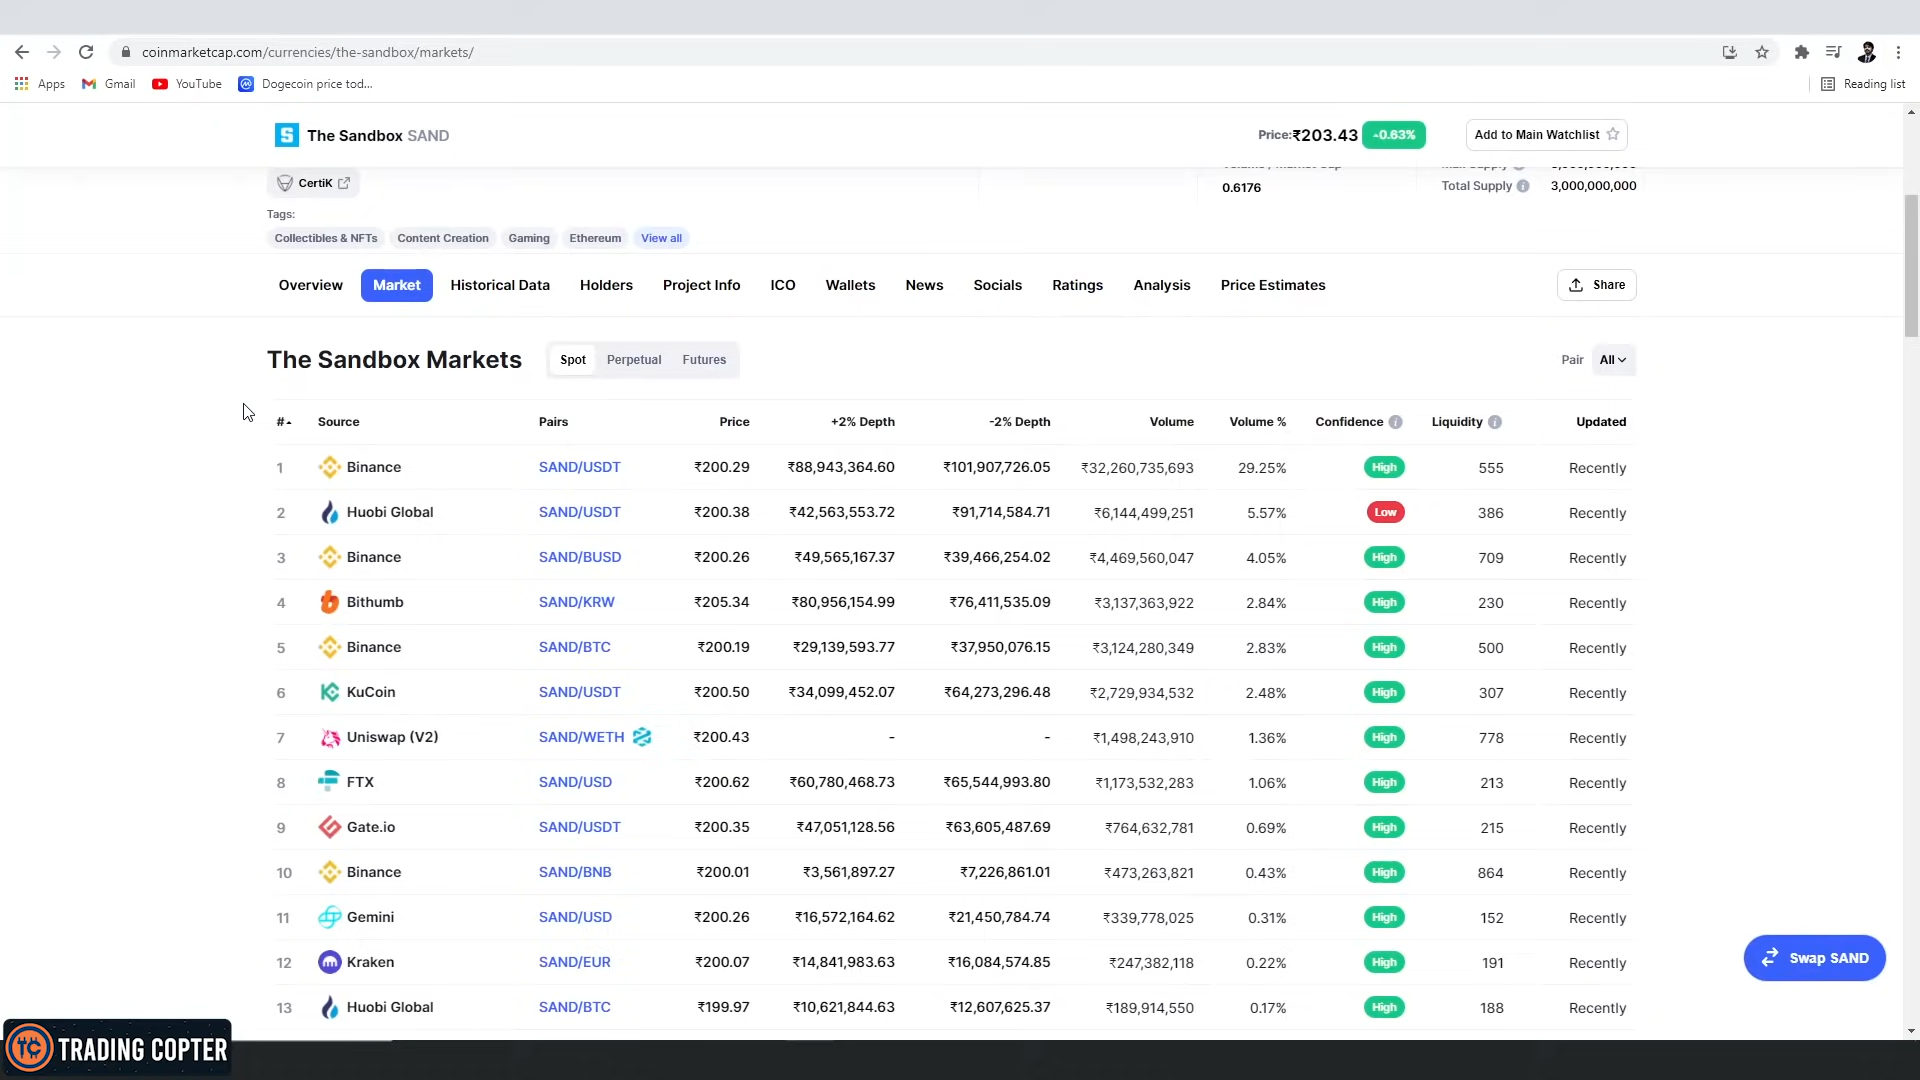 coinmarketcap.com/currencies/the-sandbox/markets/
Apps Gmail YouTube Dogecoin price tod... Reading list
The Sandbox SAND Price:₹203.43 -0.63% Add to Main Watchlist
CertiK 0.6176 Total Supply 3,000,000,000
Tags:
Collectibles & NFTs Content Creation Gaming Ethereum View all
Overview Market Historical Data Holders Project Info ICO Wallets News Socials Ratings Analysis Price Estimates Share
The Sandbox Markets Spot Perpetual Futures Pair All
# Source Pairs Price +2% Depth -2% Depth Volume Volume % Confidence Liquidity Updated
1 Binance SAND/USDT ₹200.29 ₹88,943,364.60 ₹101,907,726.05 ₹32,260,735,693 29.25% High 555 Recently
2 Huobi Global SAND/USDT ₹200.38 ₹42,563,553.72 ₹91,714,584.71 ₹6,144,499,251 5.57% Low 386 Recently
3 Binance SAND/BUSD ₹200.26 ₹49,565,167.37 ₹39,466,254.02 ₹4,469,560,047 4.05% High 709 Recently
4 Bithumb SAND/KRW ₹205.34 ₹80,956,154.99 ₹76,411,535.09 ₹3,137,363,922 2.84% High 230 Recently
5 Binance SAND/BTC ₹200.19 ₹29,139,593.77 ₹37,950,076.15 ₹3,124,280,349 2.83% High 500 Recently
6 KuCoin SAND/USDT ₹200.50 ₹34,099,452.07 ₹64,273,296.48 ₹2,729,934,532 2.48% High 307 Recently
7 Uniswap (V2) SAND/WETH ₹200.43 - - ₹1,498,243,910 1.36% High 778 Recently
8 FTX SAND/USD ₹200.62 ₹60,780,468.73 ₹65,544,993.80 ₹1,173,532,283 1.06% High 213 Recently
9 Gate.io SAND/USDT ₹200.35 ₹47,051,128.56 ₹63,605,487.69 ₹764,632,781 0.69% High 215 Recently
10 Binance SAND/BNB ₹200.01 ₹3,561,897.27 ₹7,226,861.01 ₹473,263,821 0.43% High 864 Recently
11 Gemini SAND/USD ₹200.26 ₹16,572,164.62 ₹21,450,784.74 ₹339,778,025 0.31% High 152 Recently
12 Kraken SAND/EUR ₹200.07 ₹14,841,983.63 ₹16,084,574.85 ₹247,382,118 0.22% High 191 Recently
13 Huobi Global SAND/BTC ₹199.97 ₹10,621,844.63 ₹12,607,625.37 ₹189,914,550 0.17% High 188 Recently
Swap SAND
TC TRADING COPTER